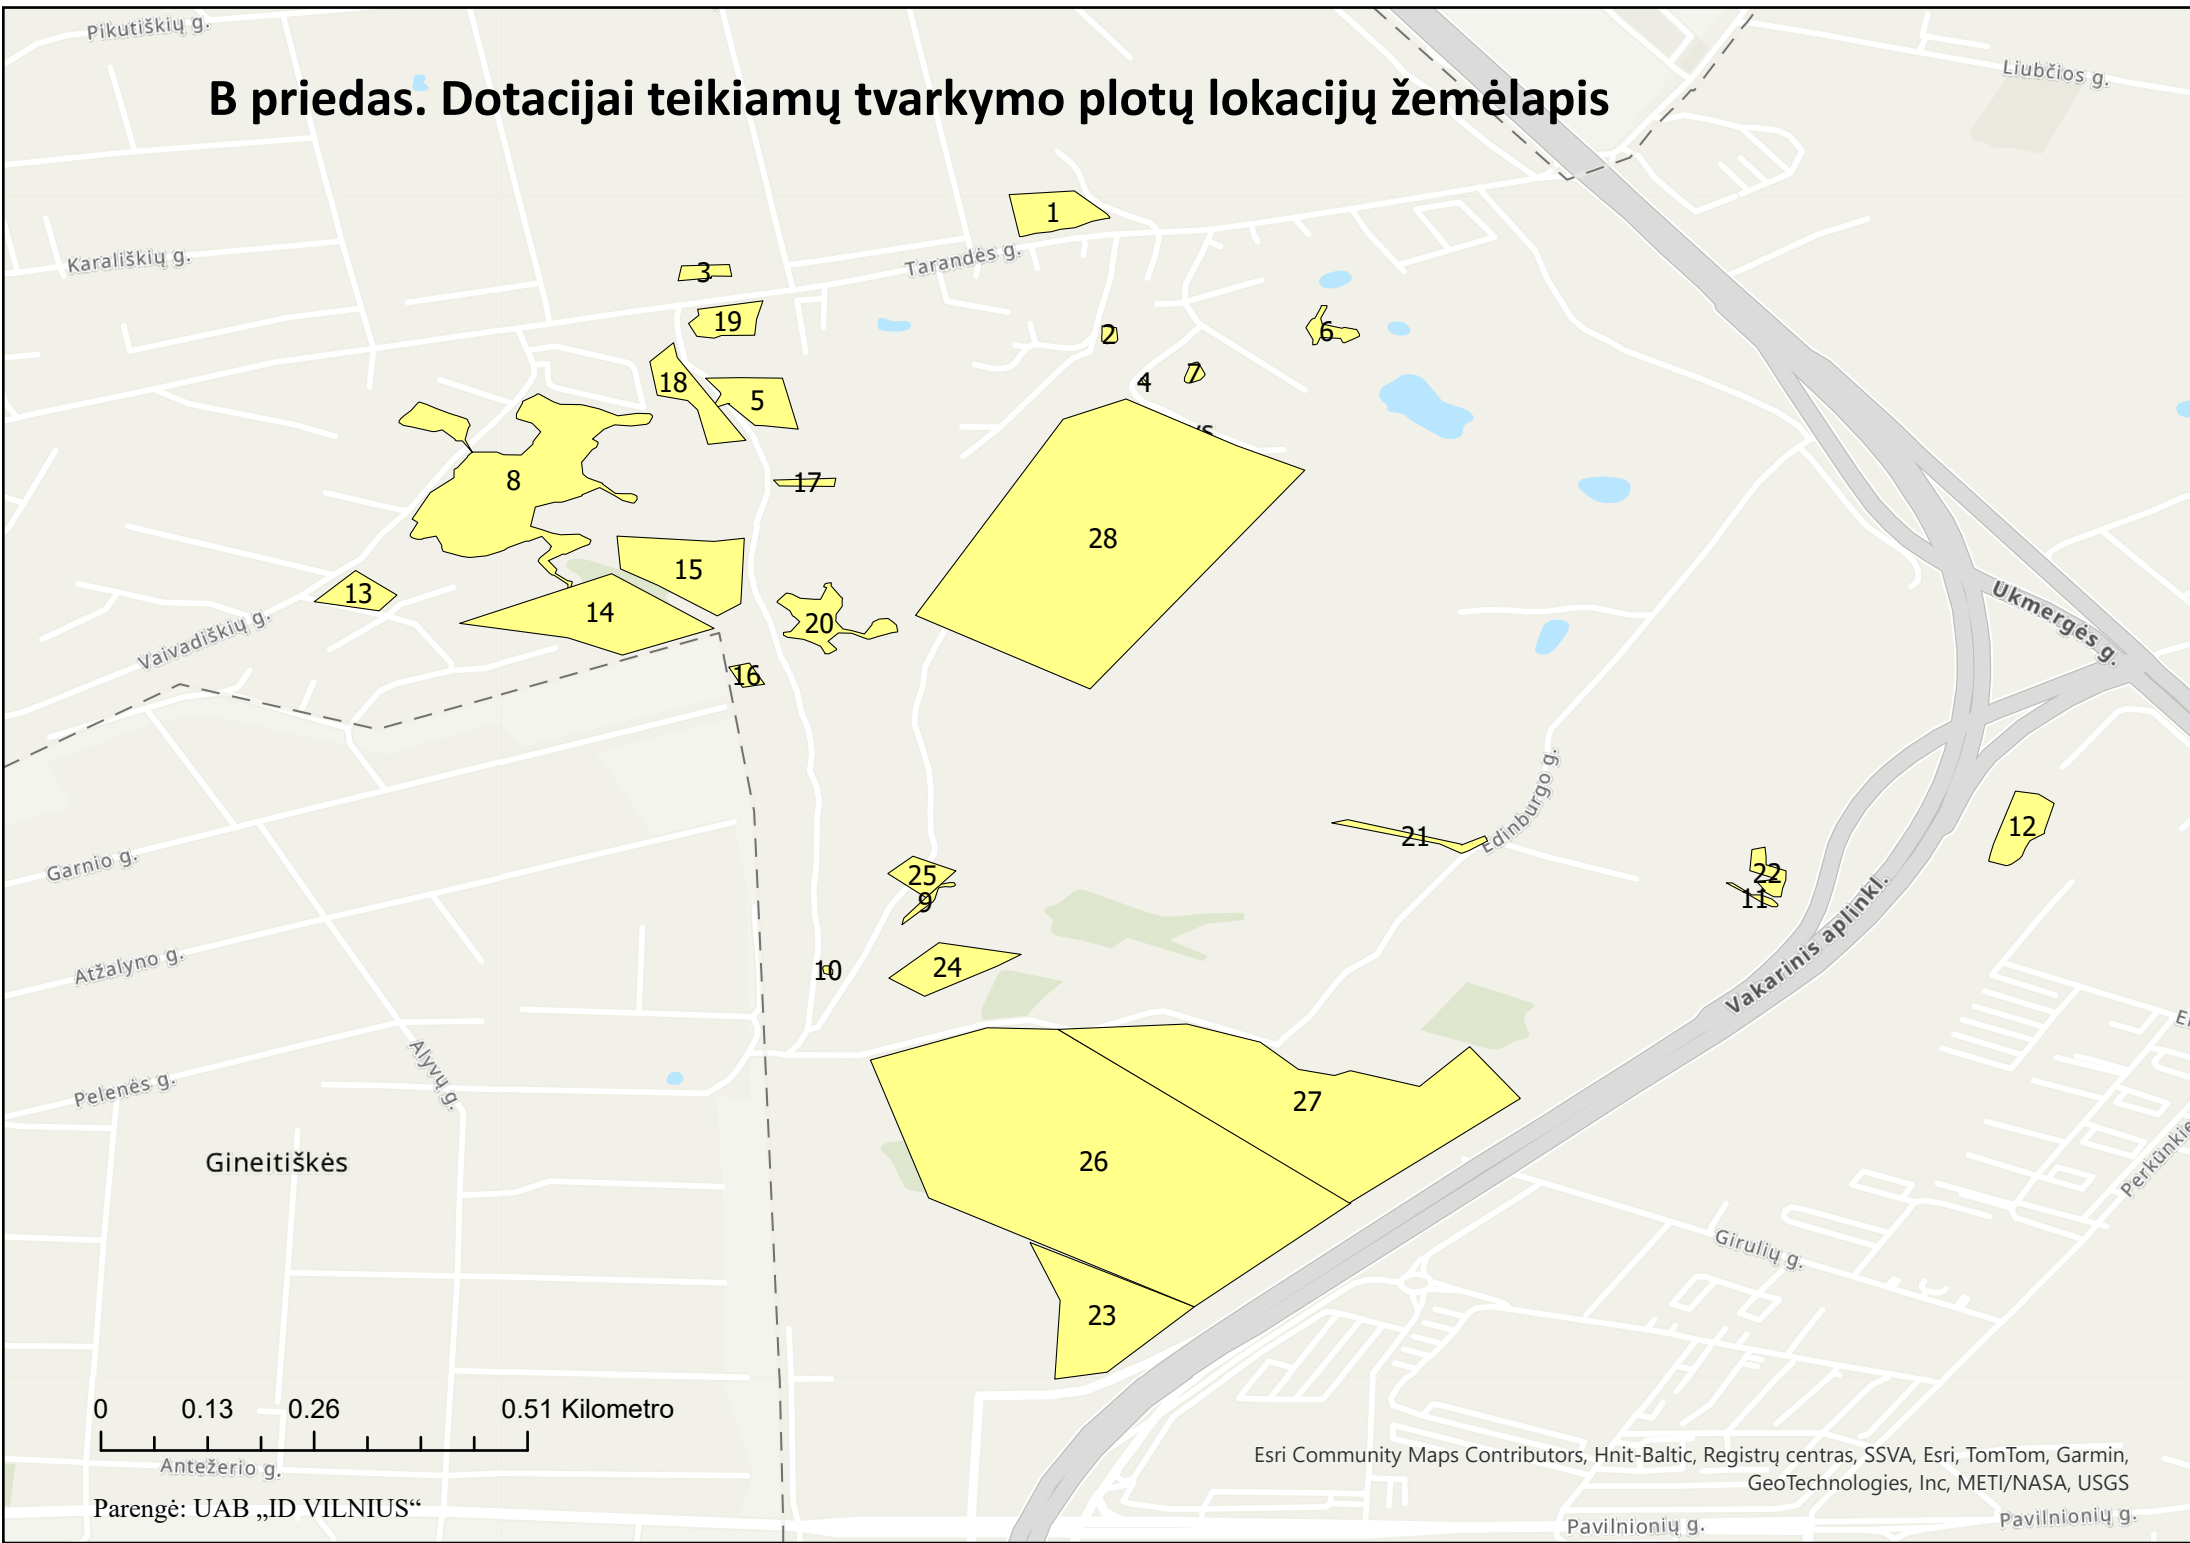 Pikutiškių g.
Liubčios g.
B priedas. Dotacijai teikiamų tvarkymo plotų lokacijų žemėlapis
1
Karališkių g.
Tarandės g.
3
19
2
6
18
4
7
5
8
17
28
15
13
14
20
Ukmergės g.
Vaivadiškių g.
16
Edinburgo g.
21
12
Garnio g.
25
22
9
11
Vakarinis aplinkl.
Atžalyno g.
10
24
Alyvų g.
Pelenės g.
27
Gineitiškės
26
Girulių g.
23
0 0.13 0.26 0.51 Kilometro
Antežerio g.
Esri Community Maps Contributors, Hnit-Baltic, Registrų centras, SSVA, Esri, TomTom, Garmin,
GeoTechnologies, Inc, METI/NASA, USGS
Parengė: UAB „ID VILNIUS“
Pavilnionių g.
Pavilnionių g.